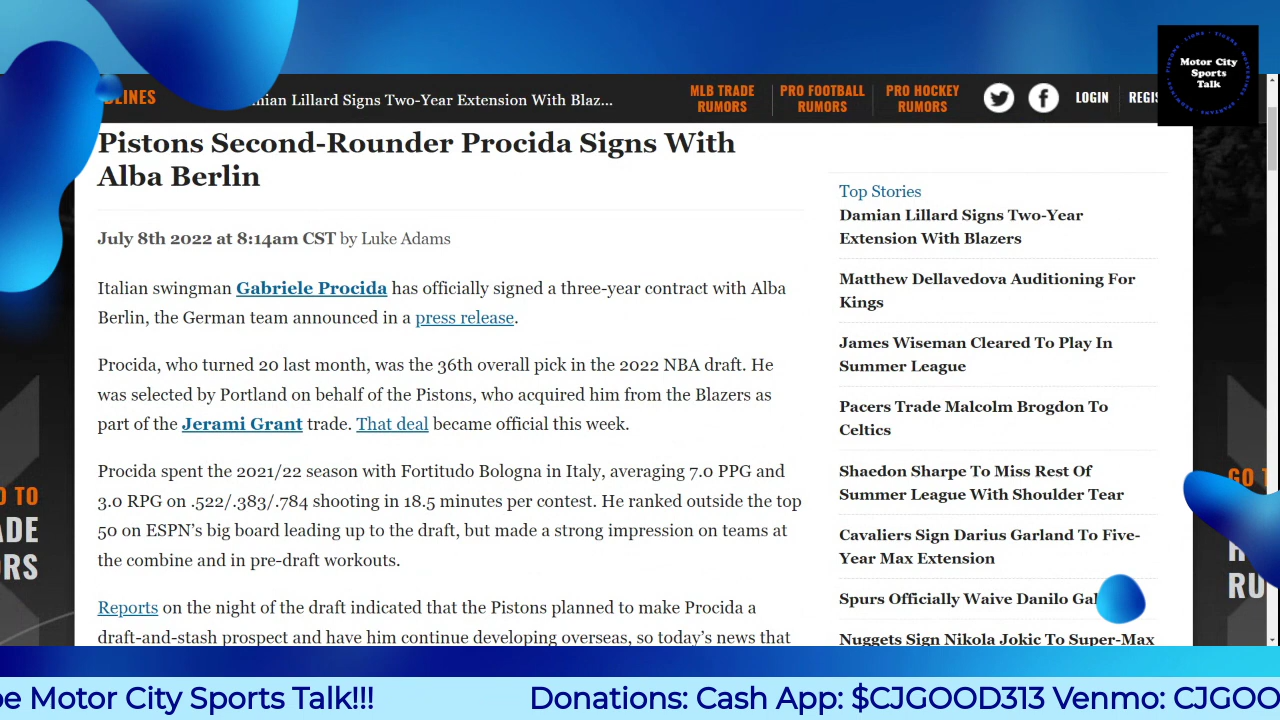 Motor City
Sports
Talk
DLINES
mian Lillard Signs Two-Year Extension With Blaz...
MLB TRADE
RUMORS
PRO FOOTBALL
RUMORS
PRO HOCKEY
RUMORS
LOGIN
REGIS
Pistons Second-Rounder Procida Signs With
Alba Berlin
July 8th 2022 at 8:14am CST by Luke Adams
Italian swingman Gabriele Procida has officially signed a three-year contract with Alba
Berlin, the German team announced in a press release.
Procida, who turned 20 last month, was the 36th overall pick in the 2022 NBA draft. He
was selected by Portland on behalf of the Pistons, who acquired him from the Blazers as
part of the Jerami Grant trade. That deal became official this week.
Procida spent the 2021/22 season with Fortitudo Bologna in Italy, averaging 7.0 PPG and
3.0 RPG on .522/.383/.784 shooting in 18.5 minutes per contest. He ranked outside the top
50 on ESPN's big board leading up to the draft, but made a strong impression on teams at
the combine and in pre-draft workouts.
Reports on the night of the draft indicated that the Pistons planned to make Procida a
draft-and-stash prospect and have him continue developing overseas, so today's news that
Top Stories
Damian Lillard Signs Two-Year
Extension With Blazers
Matthew Dellavedova Auditioning For
Kings
James Wiseman Cleared To Play In
Summer League
Pacers Trade Malcolm Brogdon To
Celtics
Shaedon Sharpe To Miss Rest Of
Summer League With Shoulder Tear
Cavaliers Sign Darius Garland To Five-
Year Max Extension
Spurs Officially Waive Danilo Gal
Nuggets Sign Nikola Jokic To Super-Max
O TO
ADE
ORS
GO T
RU
be Motor City Sports Talk!!!
Donations: Cash App: $CJGOOD313 Venmo: CJGOO